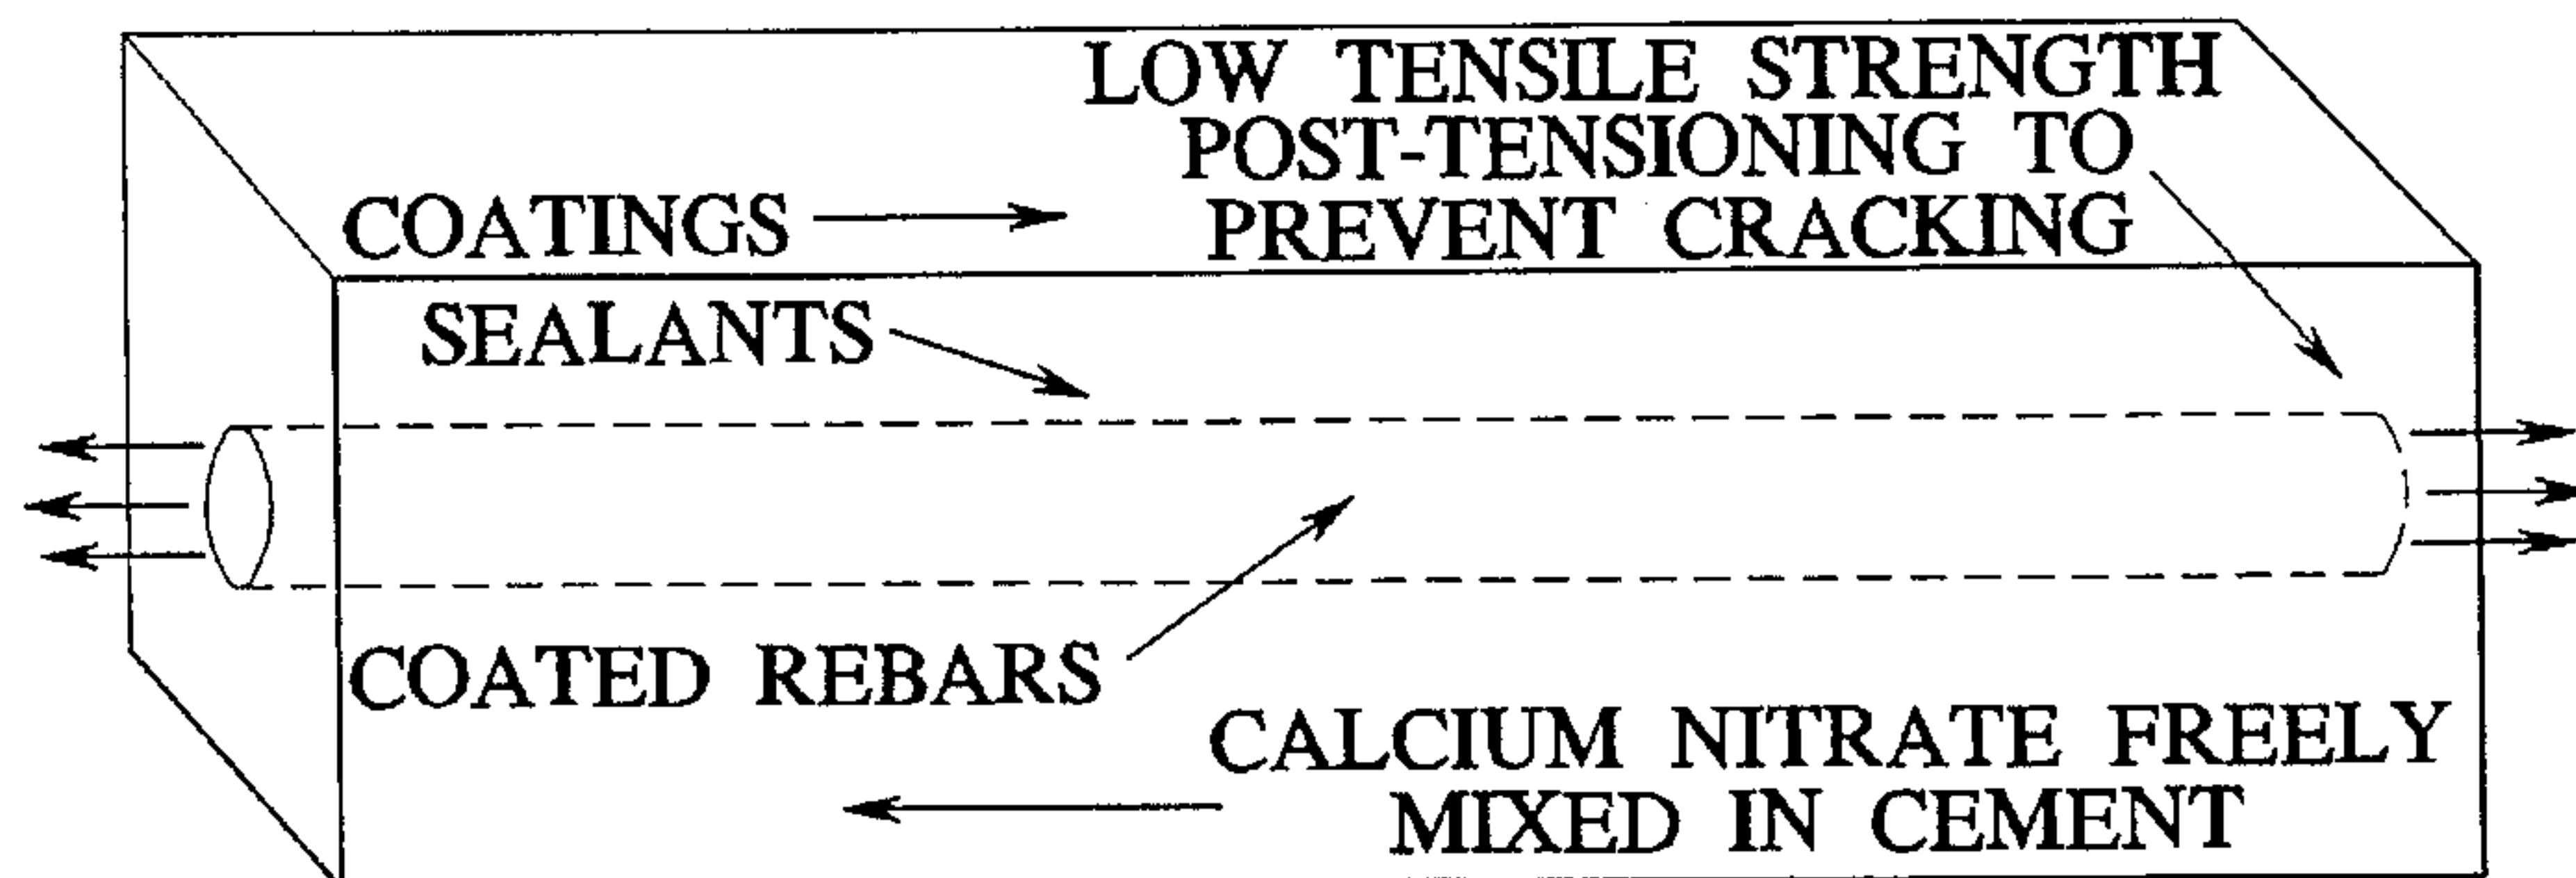 LOW TENSILE STRENGTH
POST-TENSIONING TO
PREVENT CRACKING
COATINGS
SEALANTS
COATED REBARS
CALCIUM NITRATE FREELY
MIXED IN CEMENT